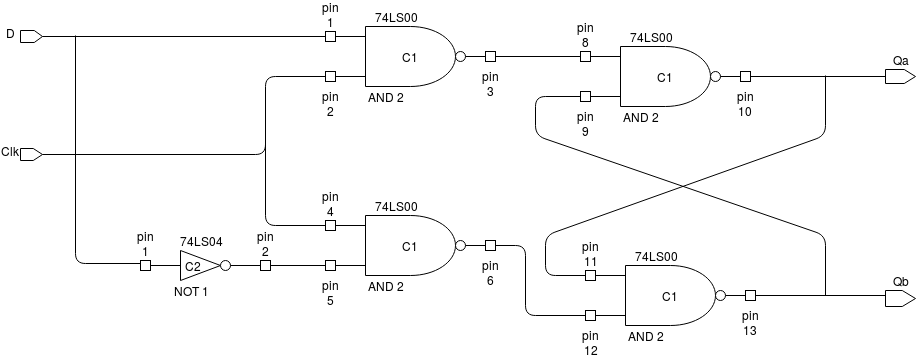 D
pin
1
74LS00
C1
AND 2
pin
2
pin
3
pin
8
74LS00
C1
AND 2
pin
9
pin
10
Qa
Clk
pin
1
74LS04
C2
NOT 1
pin
2
pin
4
74LS00
C1
AND 2
pin
5
pin
6
pin
11
74LS00
C1
AND 2
pin
12
pin
13
Qb